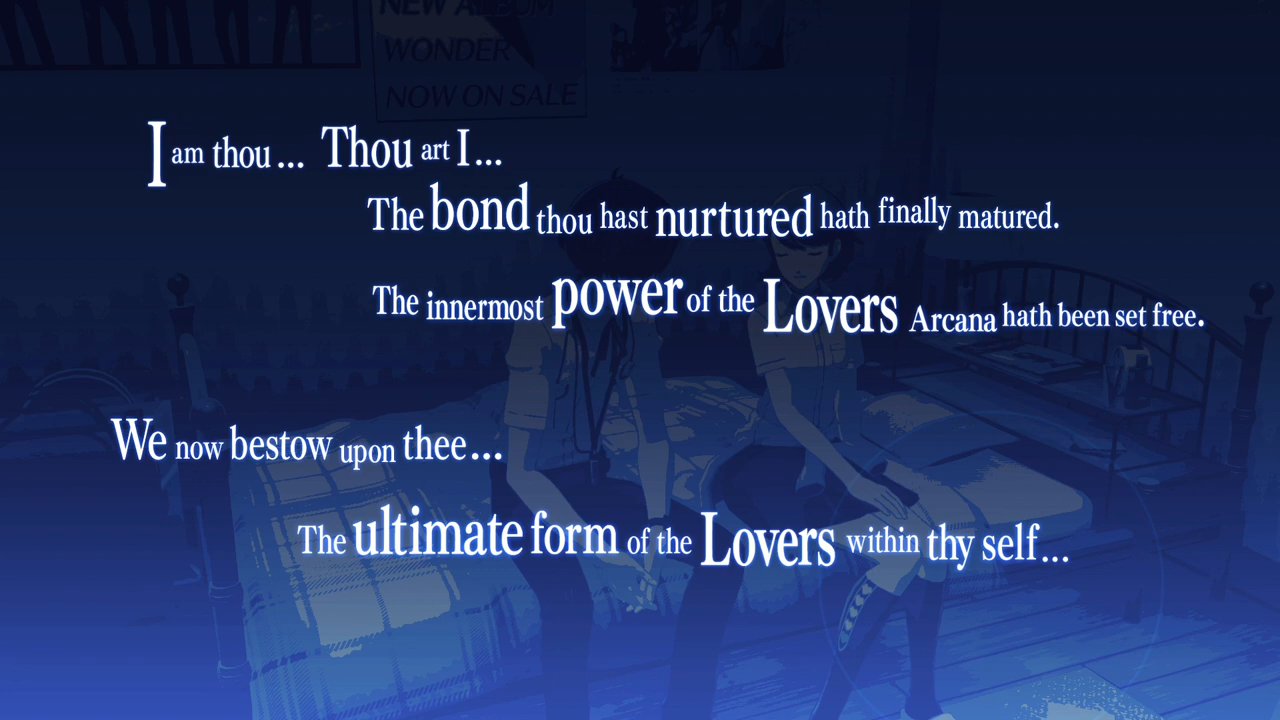 NEW ALBUM
WONDER
NOW ON SALE
I am thou... Thou art I...
The bond thou hast nurtured hath finally matured.
The innermost power of the Lovers Arcana hath been set free.
We now bestow upon thee...
The ultimate form of the Lovers within thy self...